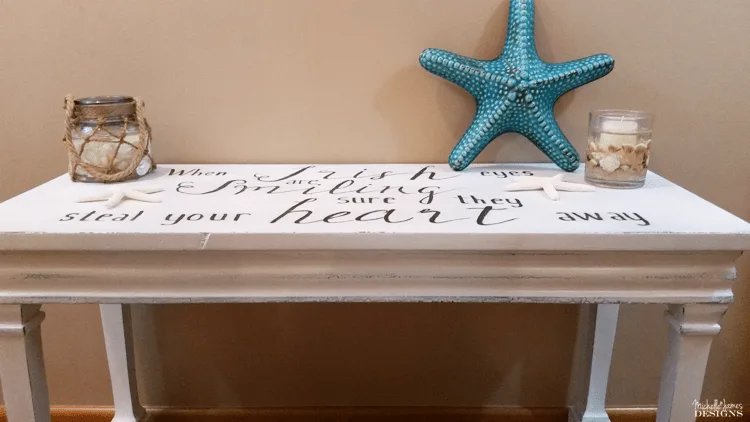 When Irish eyes
are Smiling
sure they
steal your heart away
Michelle James
DESIGNS